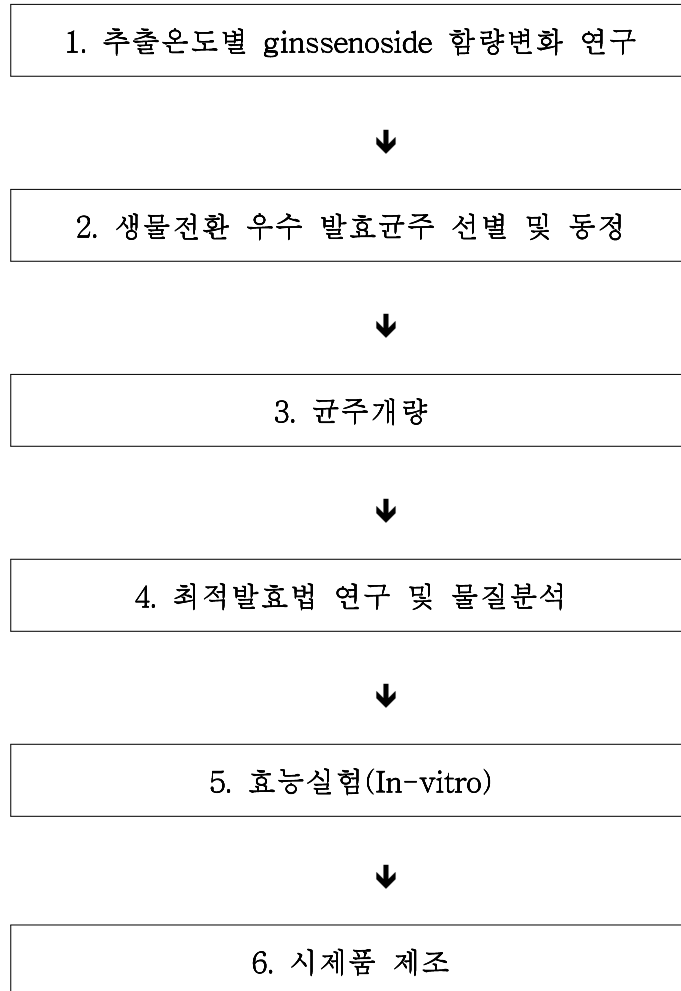 1. 추출온도별 ginssenoside 함량변화 연구
2. 생물전환 우수 발효균주 선별 및 동정
3. 균주개량
4. 최적발효법 연구 및 물질분석
5. 효능실험(In-vitro)
6. 시제품 제조